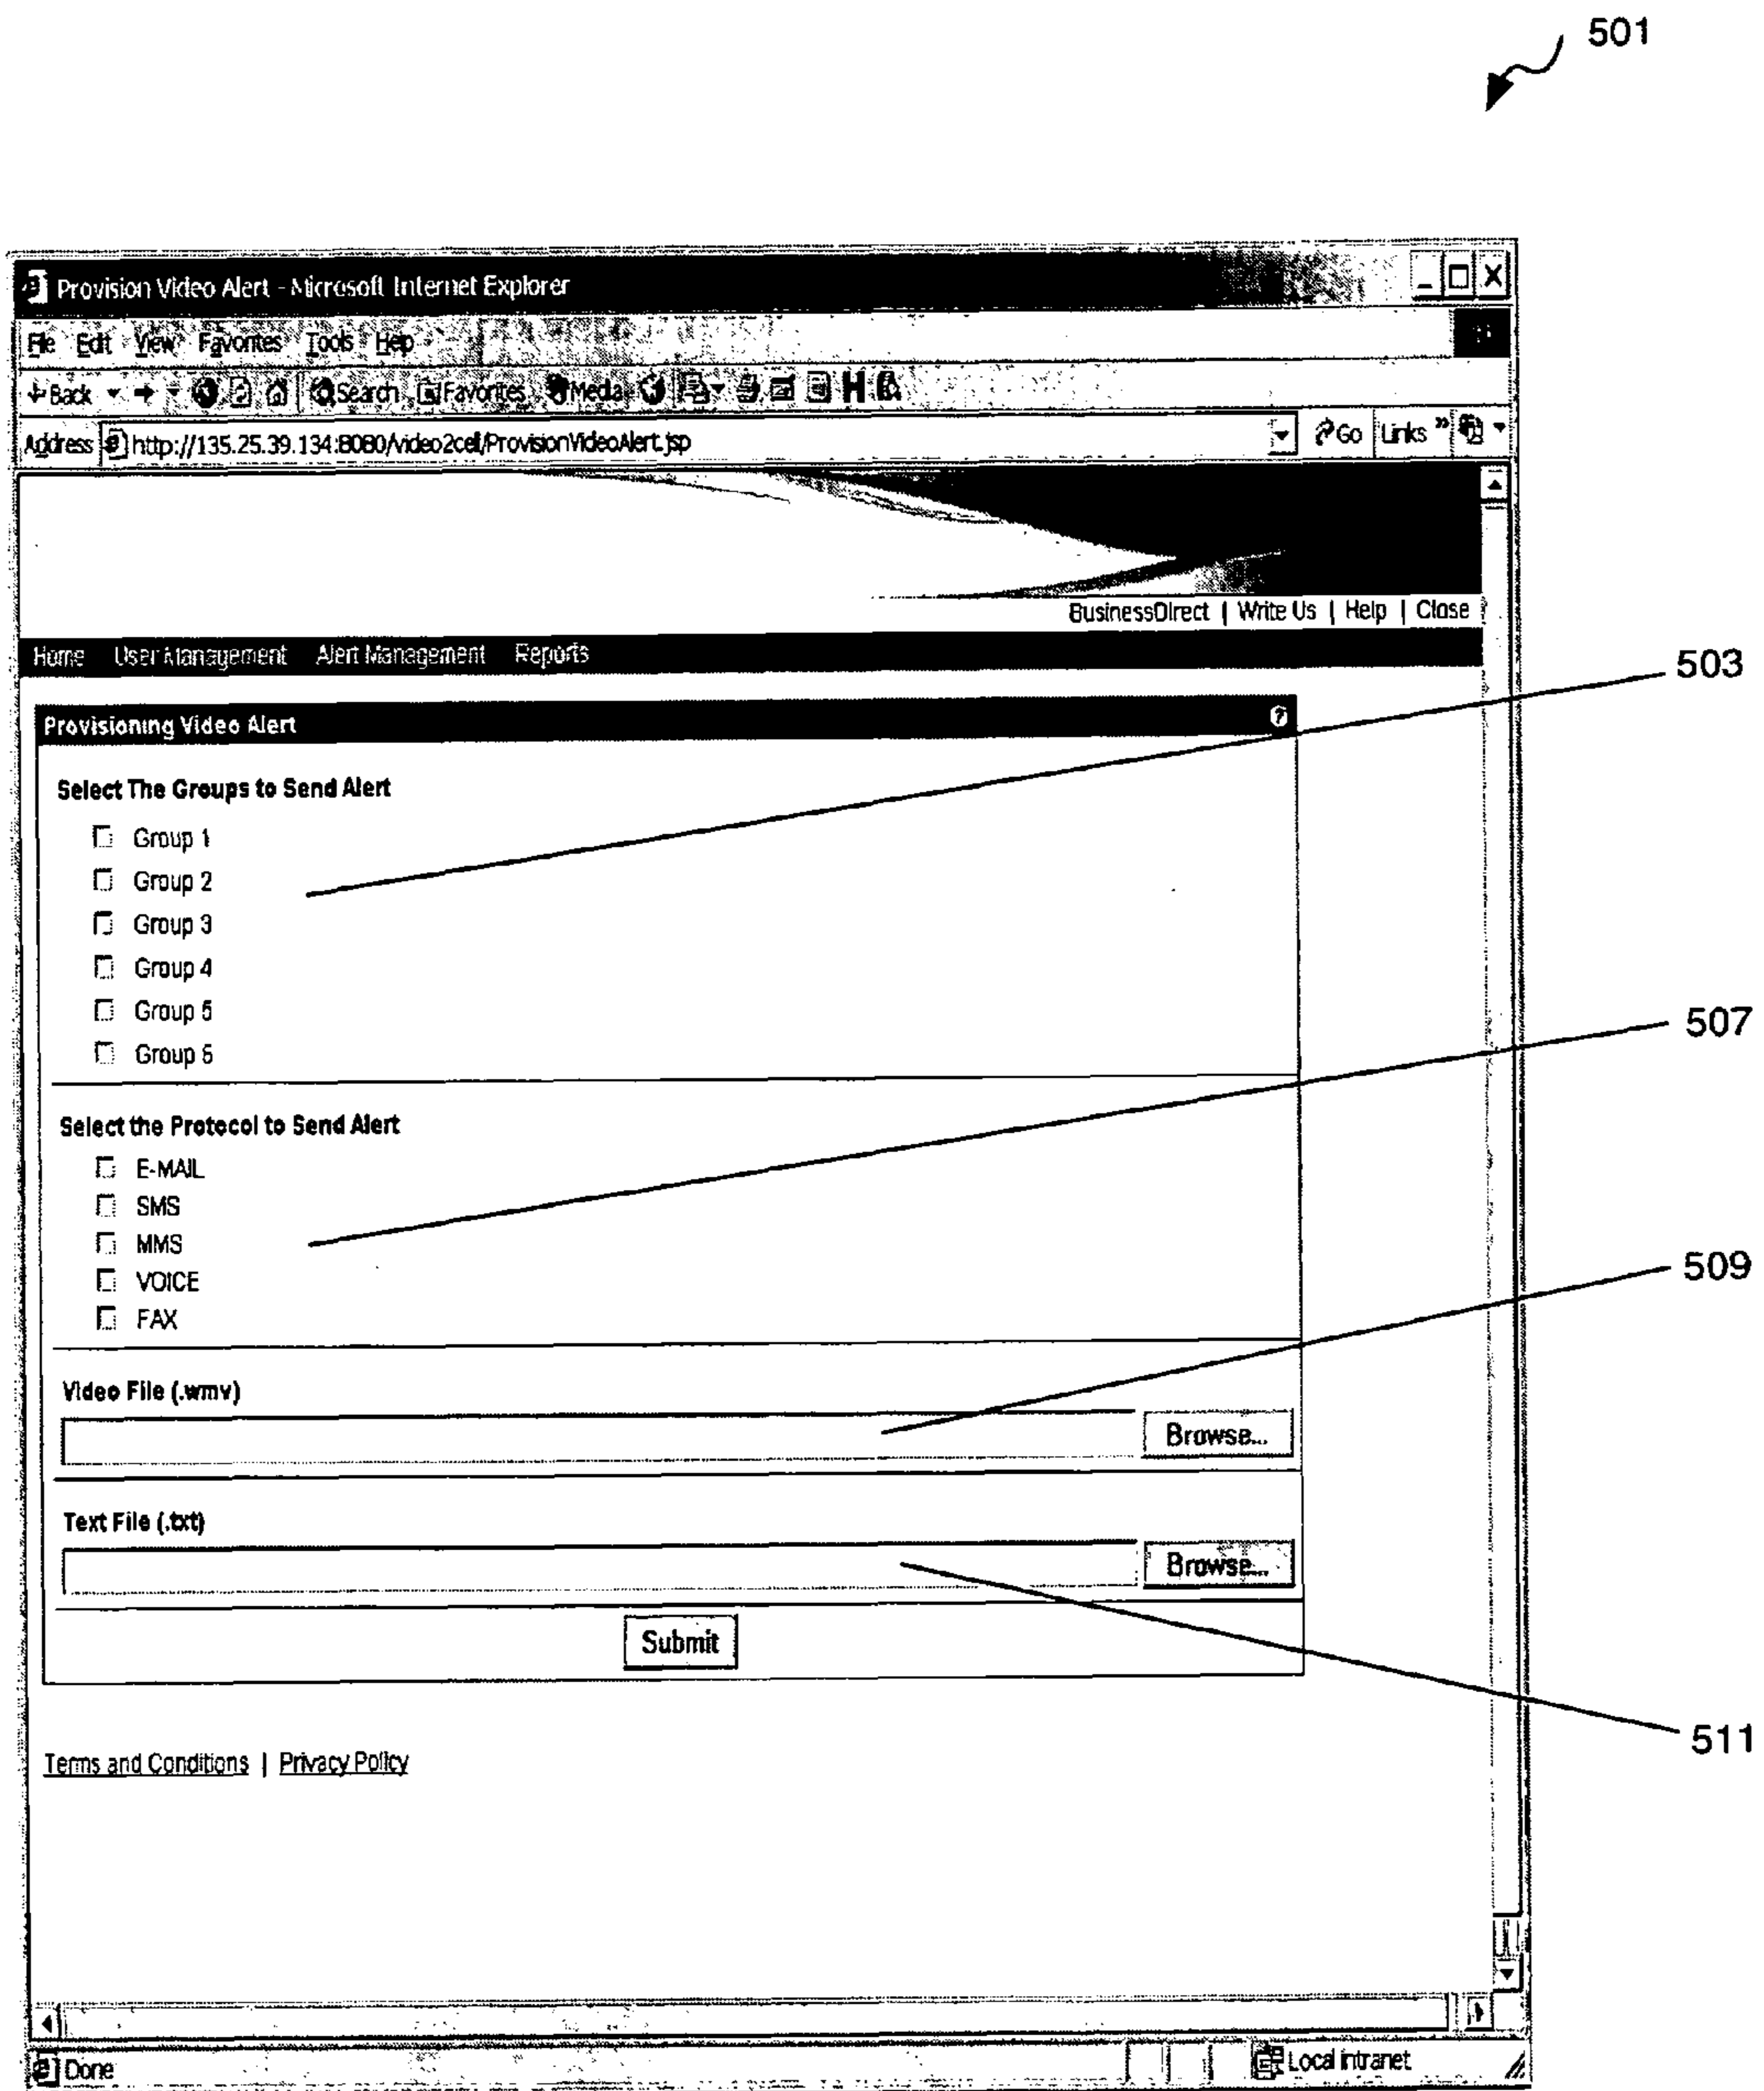 501
Provision Video Alert - Microsoft Internet Explorer
File Edit View Favorites Tools Help
Back Search Favorites Media
Address http://135.25.39.134:8080/video2cell/ProvisionVideoAlert.jsp Go Links »
BusinessDirect | Write Us | Help | Close
Home User Management Alert Management Reports
503
Provisioning Video Alert ?
Select The Groups to Send Alert
Group 1
Group 2
Group 3
Group 4
Group 5
Group 6
507
Select the Protocol to Send Alert
E-MAIL
SMS
MMS
VOICE
FAX
509
Video File (.wmv)
Browse...
Text File (.txt)
Browse...
Submit
511
Terms and Conditions | Privacy Policy
Done Local intranet